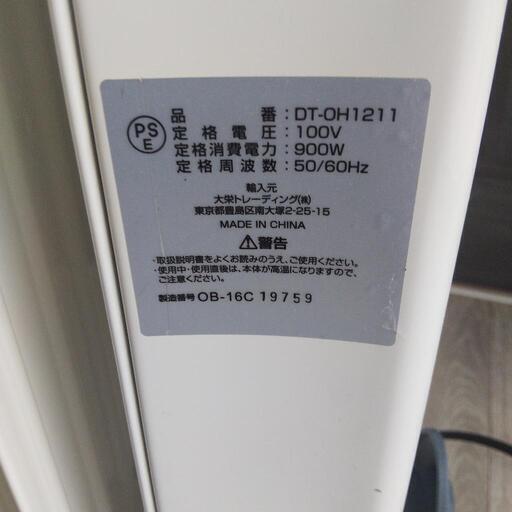 PS
E
品番：DT-OH1211
定格電圧：100V
定格消費電力：900W
定格周波数：50/60Hz
輸入元
大栄トレーディング(株)
東京都豊島区南大塚2-25-15
MADE IN CHINA
⚠警告
・取扱説明書をよくお読みのうえ、ご使用ください。
・使用中・使用直後は、本体が高温になりますので、
ご注意ください。
製造番号 OB-16C 19759